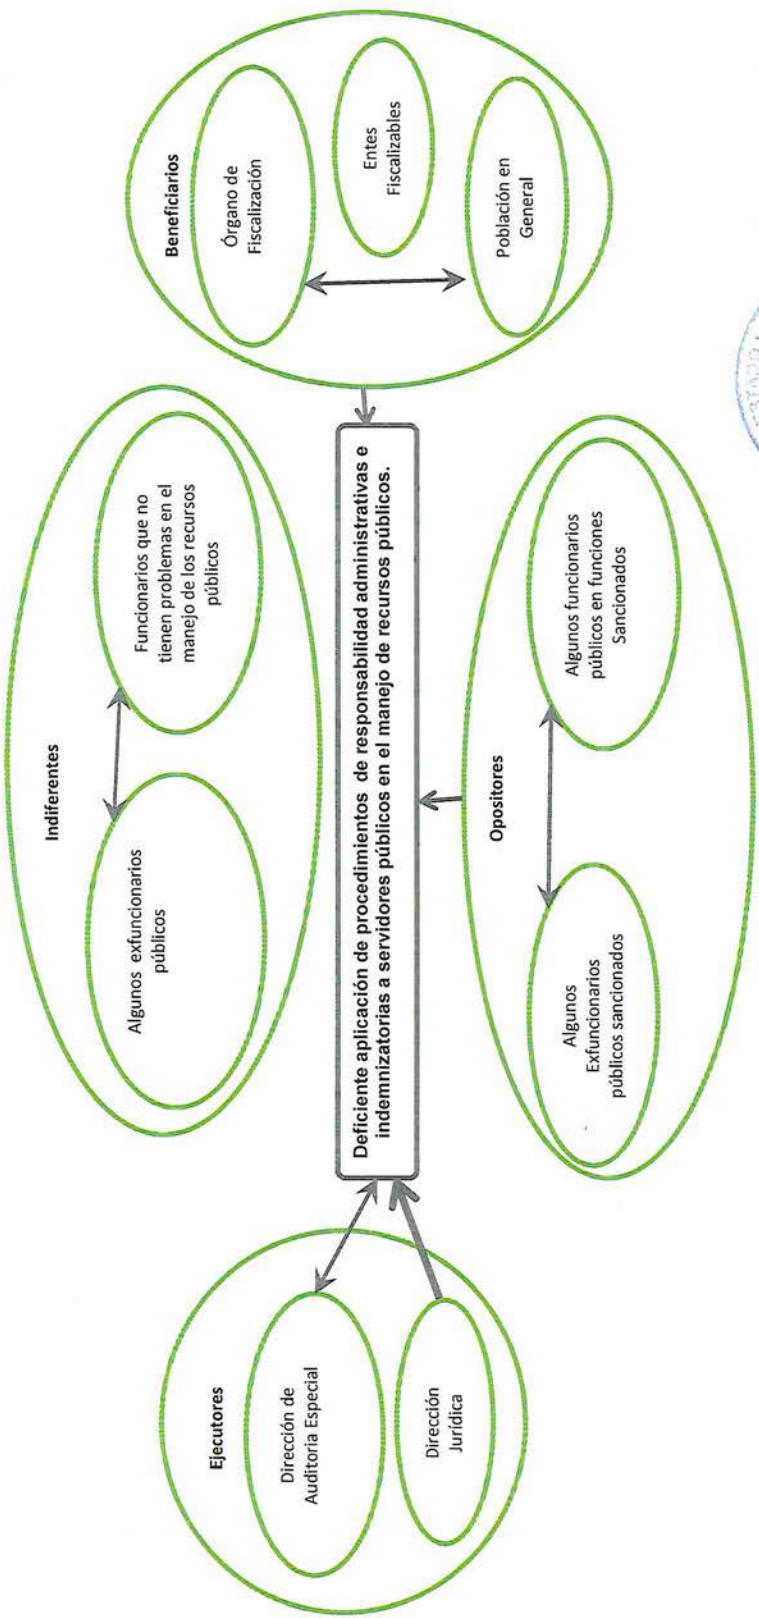 Indiferentes
Algunos exfuncionarios
públicos
Funcionarios que no
tienen problemas en el
manejo de los recursos
públicos
Ejecutores
Dirección de
Auditoria Especial
Dirección
Jurídica
Deficiente aplicación de procedimientos de responsabilidad administrativas e
indemnizatorias a servidores públicos en el manejo de recursos públicos.
Beneficiarios
Órgano de
Fiscalización
Entes
Fiscalizables
Población en
General
Opositores
Algunos
Exfuncionarios
públicos sancionados
Algunos funcionarios
públicos en funciones
Sancionados